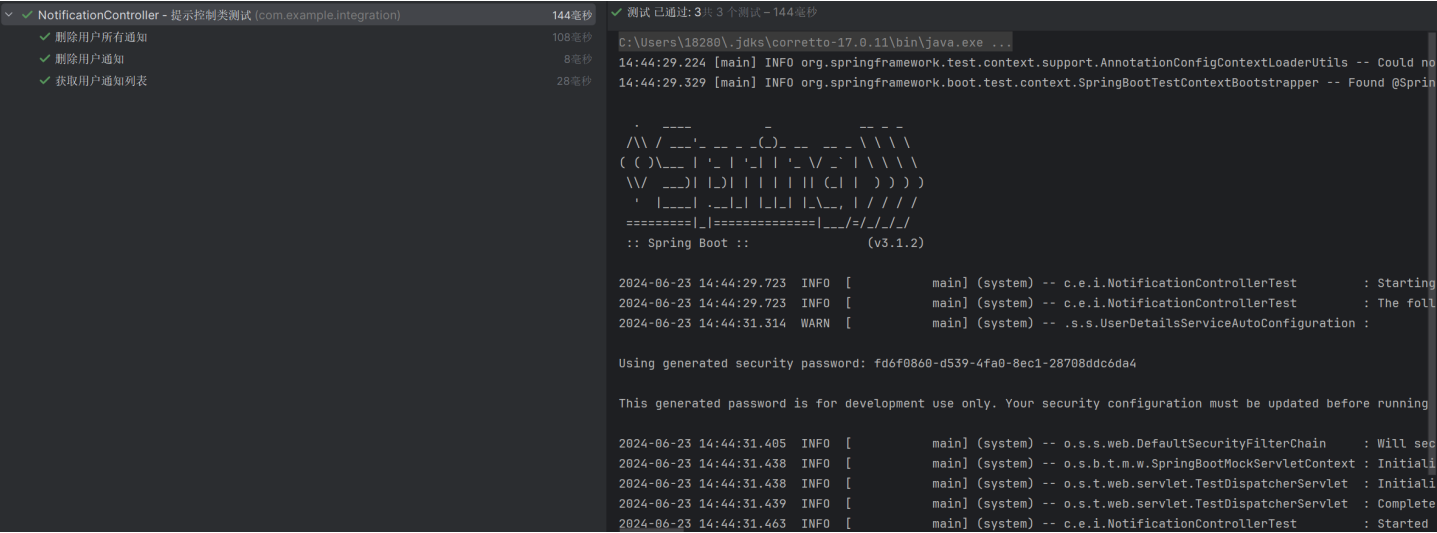 NotificationController - 提示控制类测试 (com.example.integration) 144毫秒
删除用户所有通知 108毫秒
删除用户通知 8毫秒
获取用户通知列表 28毫秒
测试 已通过: 3共 3 个测试 – 144毫秒
C:\Users\18280\.jdks\corretto-17.0.11\bin\java.exe ...
14:44:29.224 [main] INFO org.springframework.test.context.support.AnnotationConfigContextLoaderUtils -- Could no
14:44:29.329 [main] INFO org.springframework.boot.test.context.SpringBootTestContextBootstrapper -- Found @Sprin
  .   ____          _            __ _ _
 /\\ / ___'_ __ _ _(_)_ __  __ _ \ \ \ \
( ( )\___ | '_ | '_| | '_ \/ _` | \ \ \ \
 \\/  ___)| |_)| | | | | || (_| |  ) ) ) )
  '  |____| .__|_| |_|_| |_\__, | / / / /
 =========|_|==============|___/=/_/_/_/
 :: Spring Boot ::                (v3.1.2)
2024-06-23 14:44:29.723  INFO  [           main] (system) -- c.e.i.NotificationControllerTest         : Starting
2024-06-23 14:44:29.723  INFO  [           main] (system) -- c.e.i.NotificationControllerTest         : The foll
2024-06-23 14:44:31.314  WARN  [           main] (system) -- .s.s.UserDetailsServiceAutoConfiguration :
Using generated security password: fd6f0860-d539-4fa0-8ec1-28708ddc6da4
This generated password is for development use only. Your security configuration must be updated before running
2024-06-23 14:44:31.405  INFO  [           main] (system) -- o.s.s.web.DefaultSecurityFilterChain     : Will sec
2024-06-23 14:44:31.438  INFO  [           main] (system) -- o.s.b.t.m.w.SpringBootMockServletContext : Initiali
2024-06-23 14:44:31.438  INFO  [           main] (system) -- o.s.t.web.servlet.TestDispatcherServlet  : Initiali
2024-06-23 14:44:31.439  INFO  [           main] (system) -- o.s.t.web.servlet.TestDispatcherServlet  : Complete
2024-06-23 14:44:31.463  INFO  [           main] (system) -- c.e.i.NotificationControllerTest         : Started